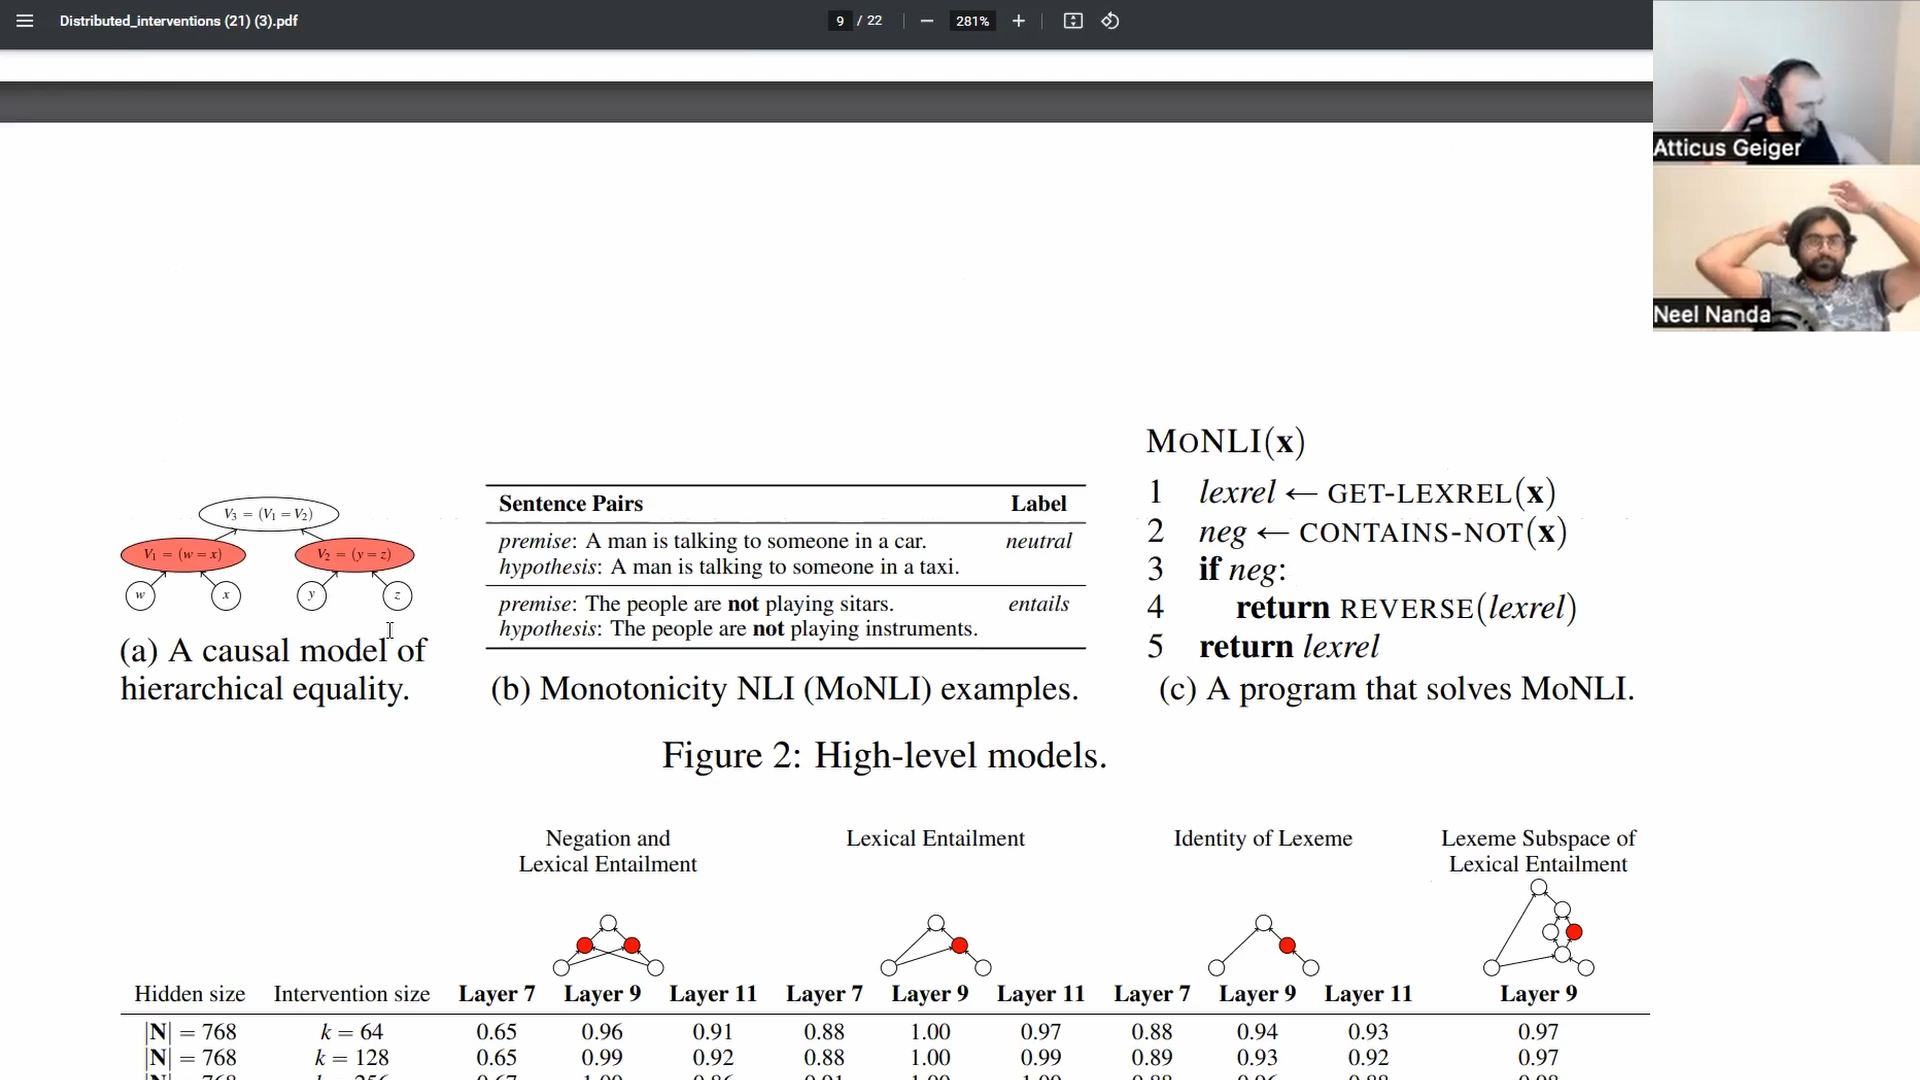 Distributed_interventions (21) (3).pdf
9 / 22
281%
Atticus Geiger
Neel Nanda
V3 = (V1 = V2)
V1 = (w = x)
V2 = (y = z)
w
x
y
z
(a) A causal model of
hierarchical equality.
Sentence Pairs Label
premise: A man is talking to someone in a car. neutral
hypothesis: A man is talking to someone in a taxi.
premise: The people are not playing sitars. entails
hypothesis: The people are not playing instruments.
(b) Monotonicity NLI (MoNLI) examples.
MONLI(x)
1 lexrel ← GET-LEXREL(x)
2 neg ← CONTAINS-NOT(x)
3 if neg:
4 return REVERSE(lexrel)
5 return lexrel
(c) A program that solves MoNLI.
Figure 2: High-level models.
Negation and
Lexical Entailment
Lexical Entailment
Identity of Lexeme
Lexeme Subspace of
Lexical Entailment
Hidden size Intervention size Layer 7 Layer 9 Layer 11 Layer 7 Layer 9 Layer 11 Layer 7 Layer 9 Layer 11 Layer 9
|N| = 768 k = 64 0.65 0.96 0.91 0.88 1.00 0.97 0.88 0.94 0.93 0.97
|N| = 768 k = 128 0.65 0.99 0.92 0.88 1.00 0.99 0.89 0.93 0.92 0.97